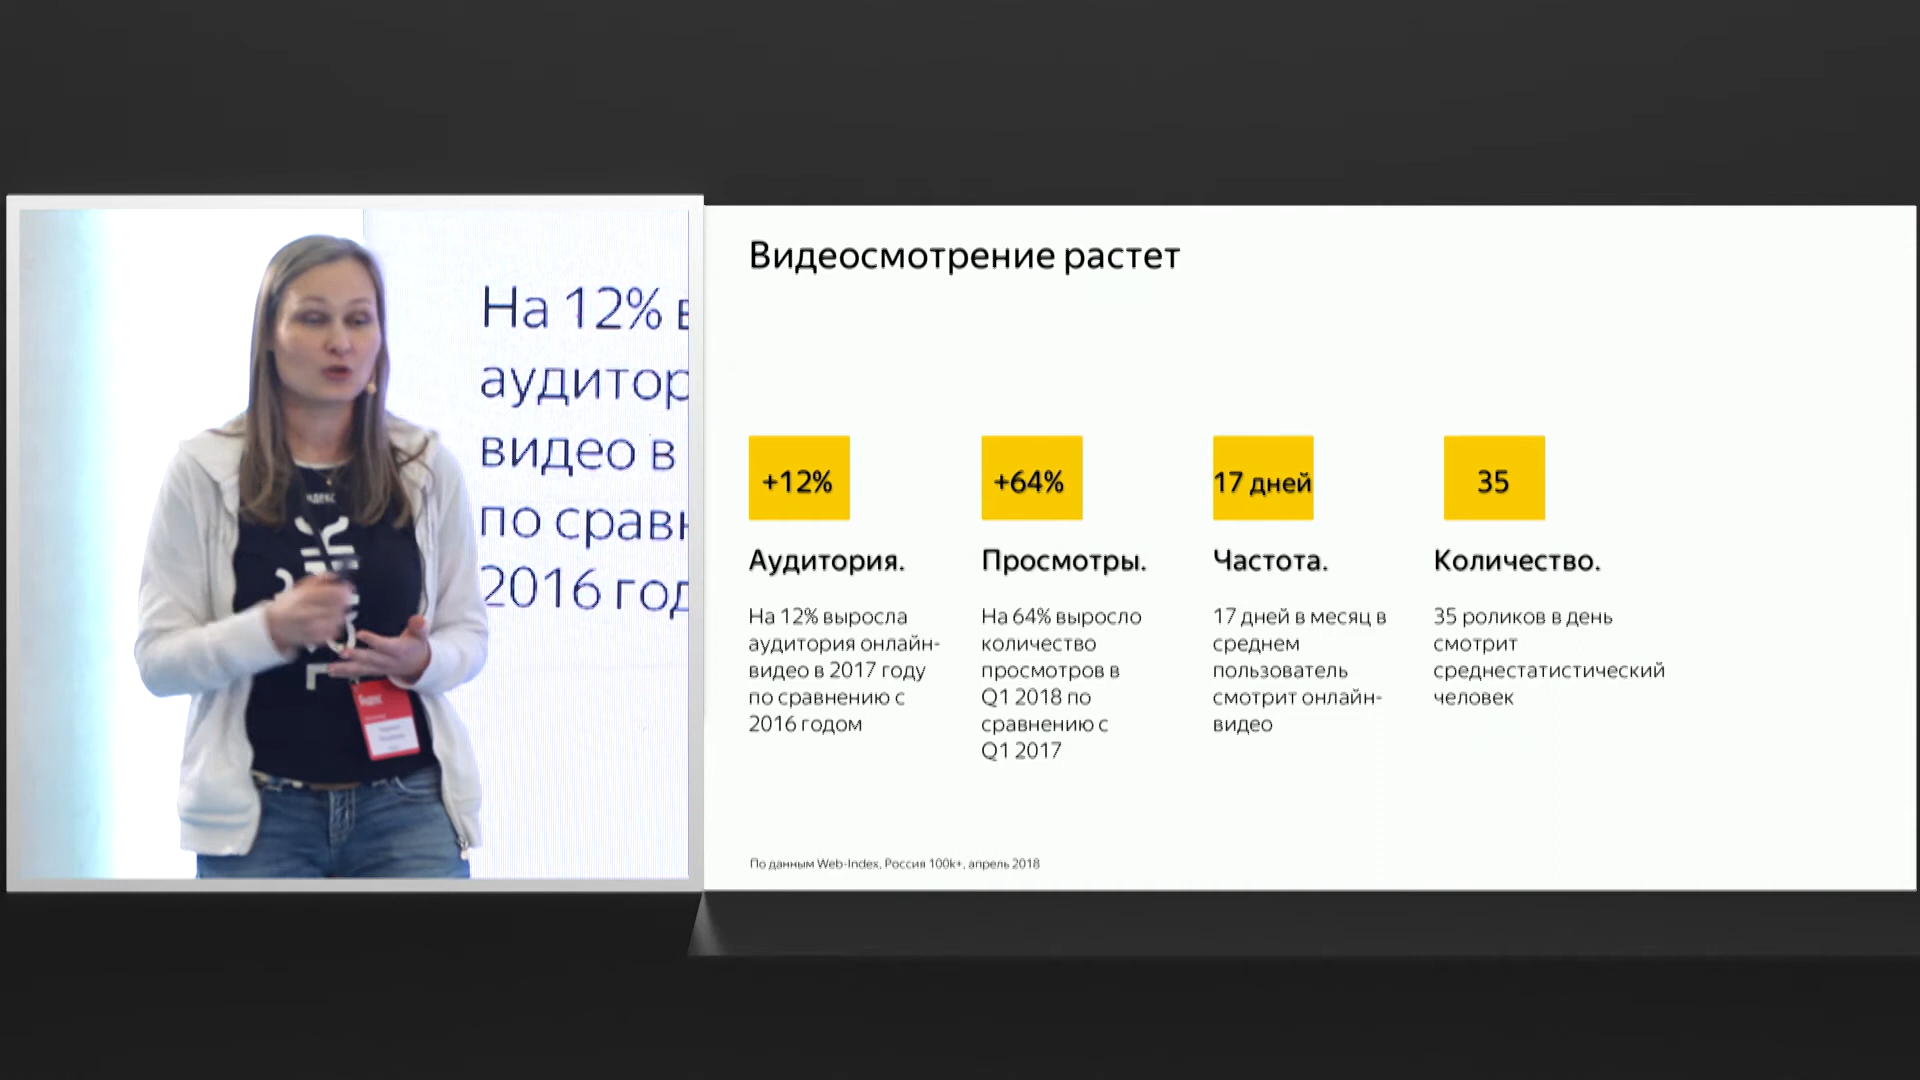 На 12%
аудитор
видео в
по срав
2016 год
Видеосмотрение растет
+12%
+64%
17 дней
35
Аудитория.
Просмотры.
Частота.
Количество.
На 12% выросла
аудитория онлайн-
видео в 2017 году
по сравнению с
2016 годом
На 64% выросло
количество
просмотров в
Q1 2018 по
сравнению с
Q1 2017
17 дней в месяц в
среднем
пользователь
смотрит онлайн-
видео
35 роликов в день
смотрит
среднестатистический
человек
По данным Web-Index, Россия 100k+, апрель 2018